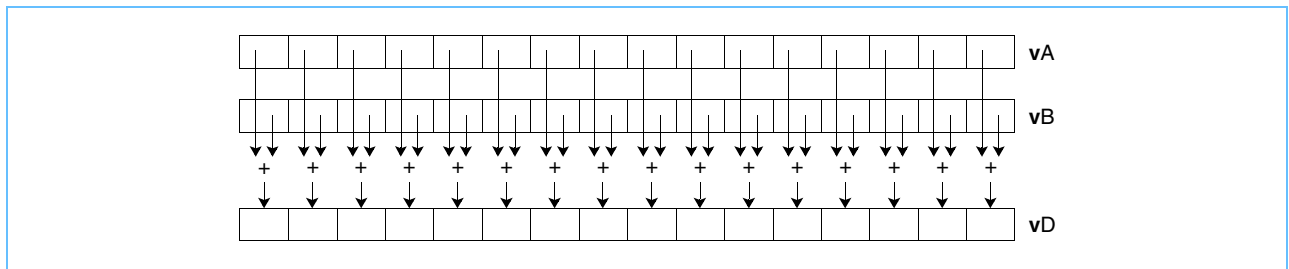 vA
vB
+ + + + + + + + + + + + + + + +
vD